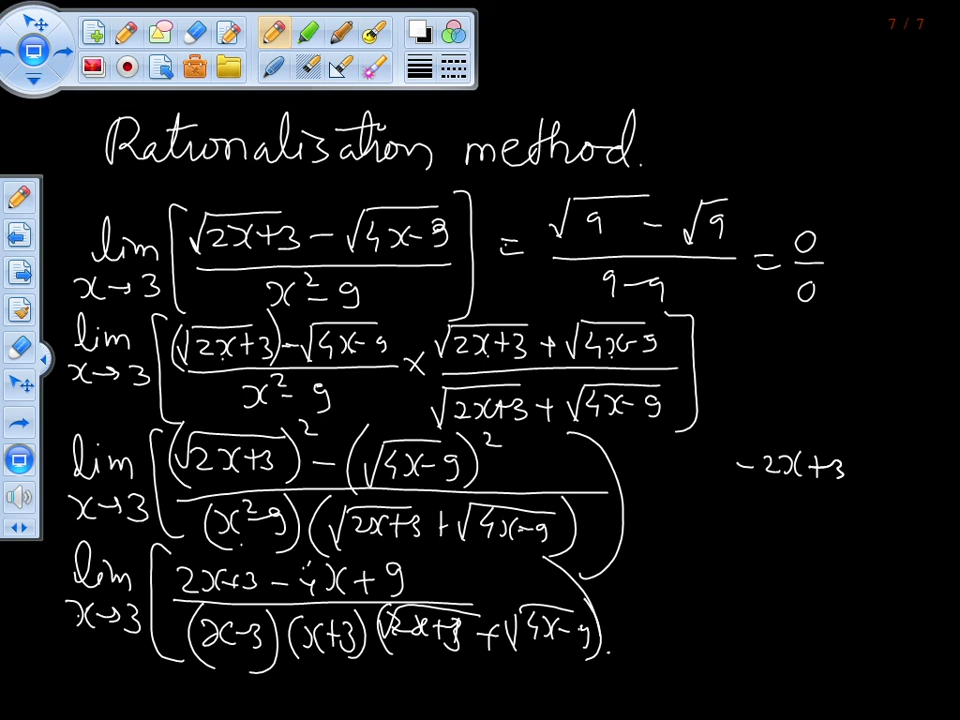 7 / 7
Rationalisation method.
lim x→3 [ (√(2x+3) - √(4x-9)) / (x² - 9) ] = (√9 - √9) / (9-9) = 0/0
lim x→3 [ ((√(2x+3)) - √(4x-9)) / (x² - 9) × (√(2x+3) + √(4x-9)) / (√(2x+3) + √(4x-9)) ]
lim x→3 [ ((√(2x+3))² - (√(4x-9))²) / ((x²-9)(√(2x+3) + √(4x-9))) )
- 2x+3
lim x→3 [ (2x+3 - 4x + 9) / ((x-3)(x+3)(√(2x+3) + √(4x-9)) ).